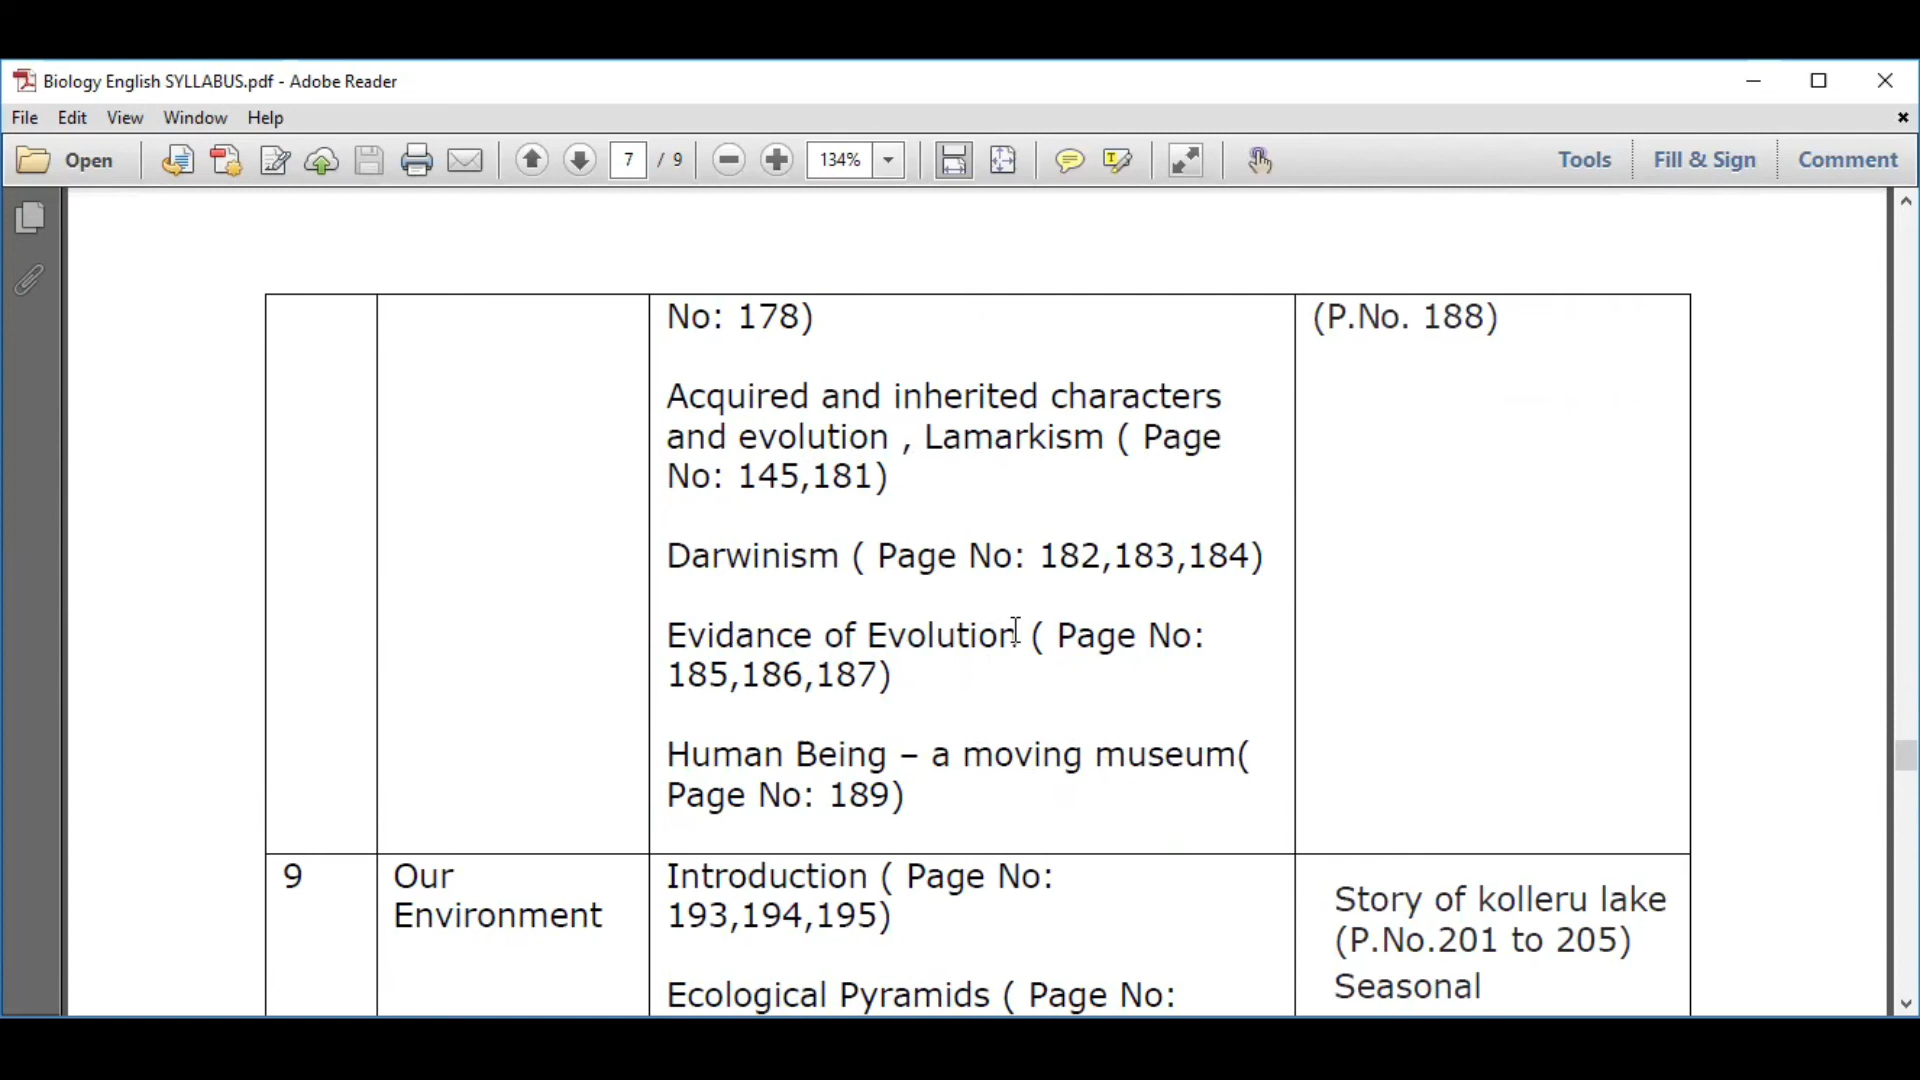 Biology English SYLLABUS.pdf - Adobe Reader
File Edit View Window Help
Open 7 / 9 134% Tools Fill & Sign Comment
No: 178)
(P.No. 188)
Acquired and inherited characters
and evolution , Lamarkism ( Page
No: 145,181)
Darwinism ( Page No: 182,183,184)
Evidance of Evolution ( Page No:
185,186,187)
Human Being – a moving museum(
Page No: 189)
9
Our
Environment
Introduction ( Page No:
193,194,195)
Ecological Pyramids ( Page No:
Story of kolleru lake
(P.No.201 to 205)
Seasonal